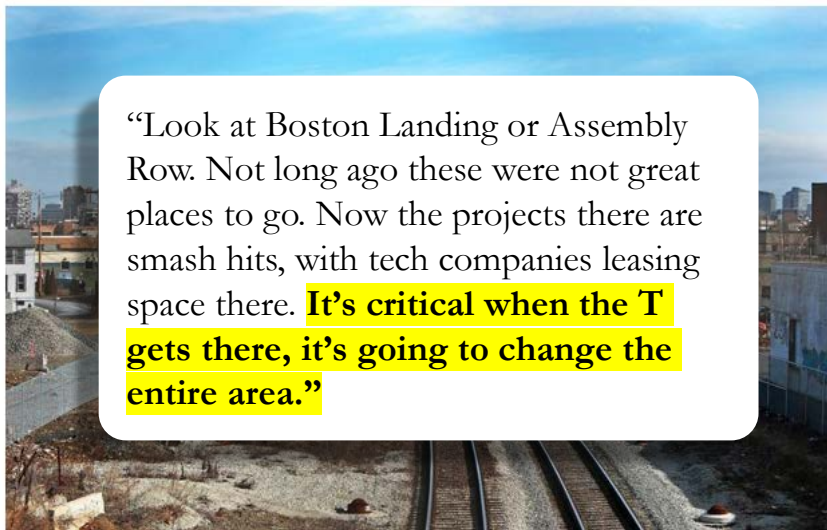 “Look at Boston Landing or Assembly
Row. Not long ago these were not great
places to go. Now the projects there are
smash hits, with tech companies leasing
space there. It’s critical when the T
gets there, it’s going to change the
entire area.”